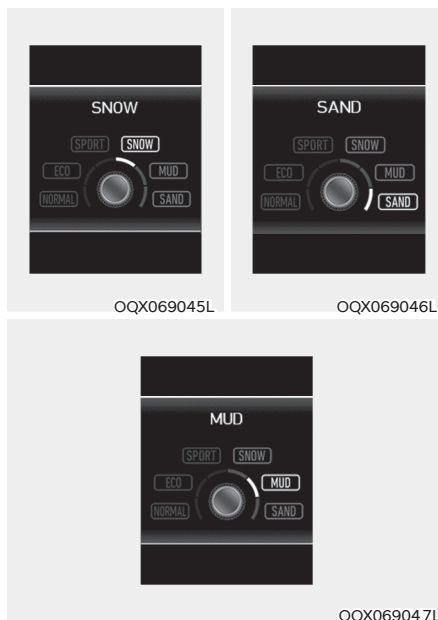 SNOW
SPORT SNOW
ECO MUD
NORMAL SAND
OQX069045L
SAND
SPORT SNOW
ECO MUD
NORMAL SAND
OQX069046L
MUD
SPORT SNOW
ECO MUD
NORMAL SAND
OQX069047L